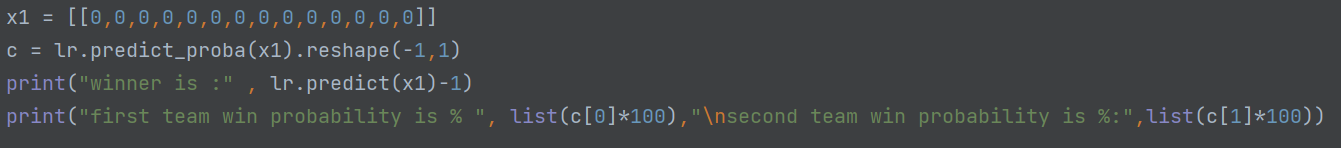 x1 = [[0,0,0,0,0,0,0,0,0,0,0,0,0,0]]
c = lr.predict_proba(x1).reshape(-1,1)
print("winner is :" , lr.predict(x1)-1)
print("first team win probability is % ", list(c[0]*100),"\nsecond team win probability is %:",list(c[1]*100))